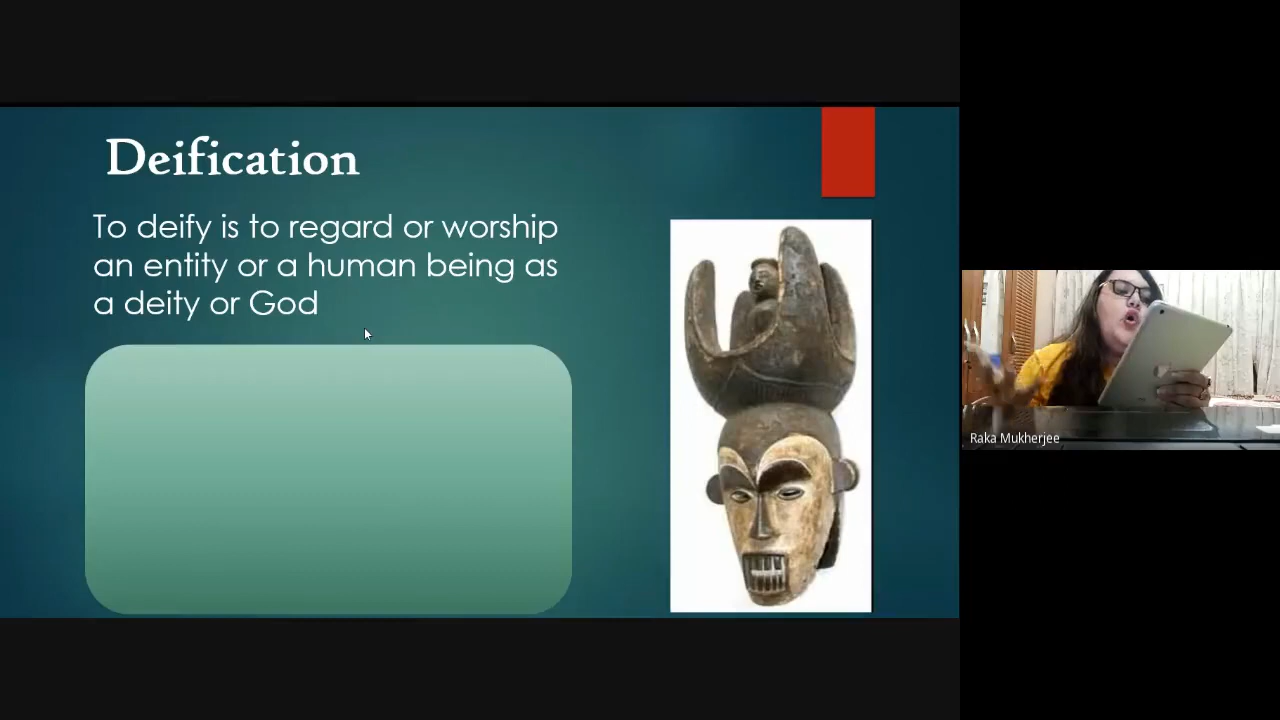 Deification
To deify is to regard or worship
an entity or a human being as
a deity or God
Raka Mukherjee